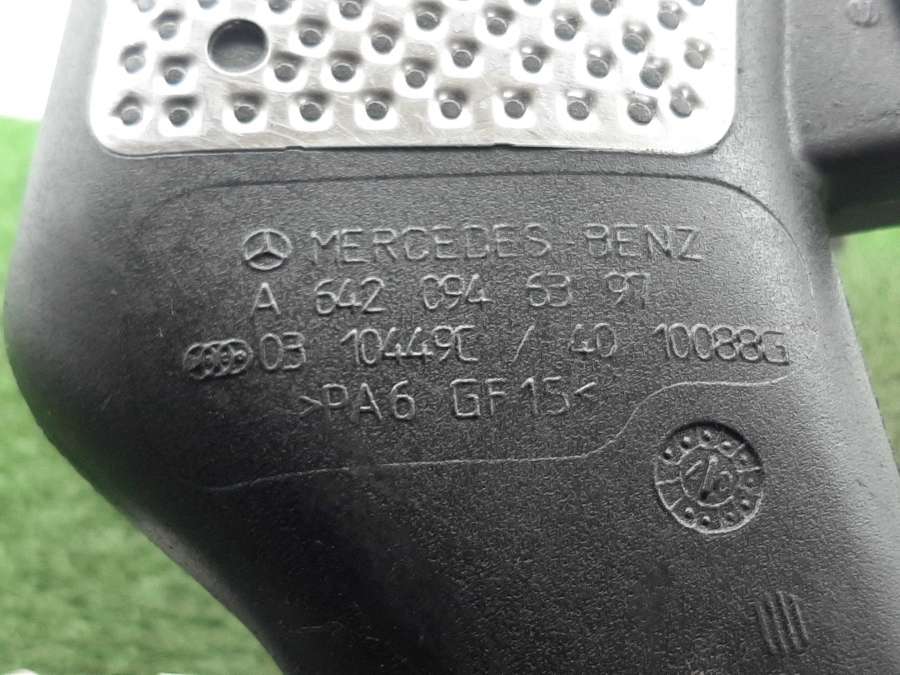 MERCEDES-BENZ
A 642 094 63 97
03 10449C / 40 10088G
>PA6 GF15<